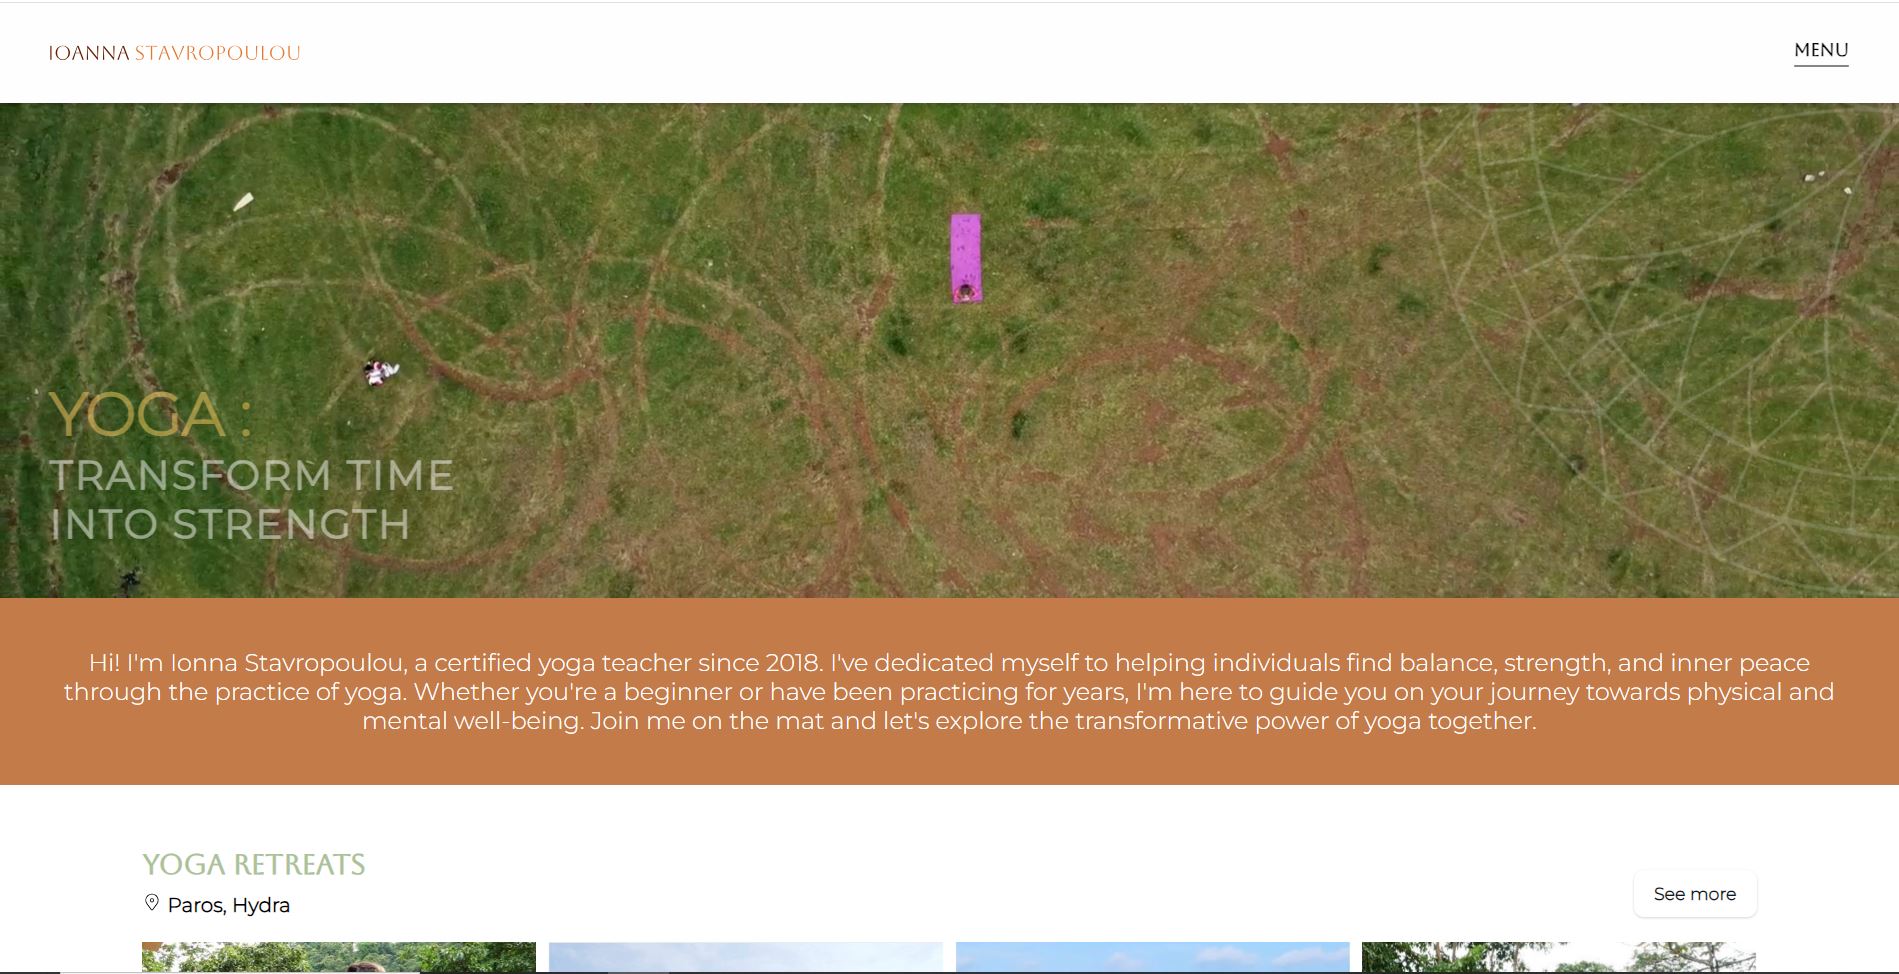 IOANNA STAVROPOULOU
MENU
YOGA :
TRANSFORM TIME
INTO STRENGTH
Hi! I'm Ionna Stavropoulou, a certified yoga teacher since 2018. I've dedicated myself to helping individuals find balance, strength, and inner peace
through the practice of yoga. Whether you're a beginner or have been practicing for years, I'm here to guide you on your journey towards physical and
mental well-being. Join me on the mat and let's explore the transformative power of yoga together.
YOGA RETREATS
Paros, Hydra
See more